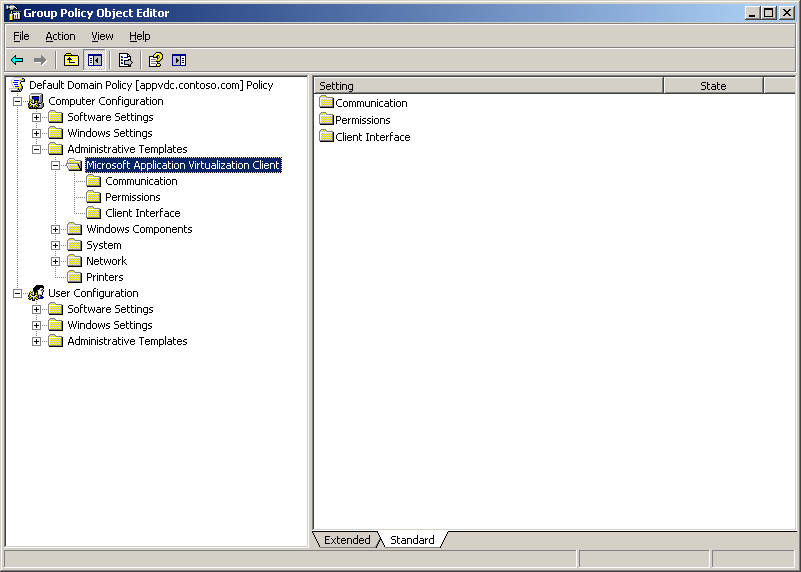 Group Policy Object Editor
File Action View Help
Default Domain Policy [appvdc.contoso.com] Policy
Computer Configuration
Software Settings
Windows Settings
Administrative Templates
Microsoft Application Virtualization Client
Communication
Permissions
Client Interface
Windows Components
System
Network
Printers
User Configuration
Software Settings
Windows Settings
Administrative Templates
Setting State
Communication
Permissions
Client Interface
Extended Standard